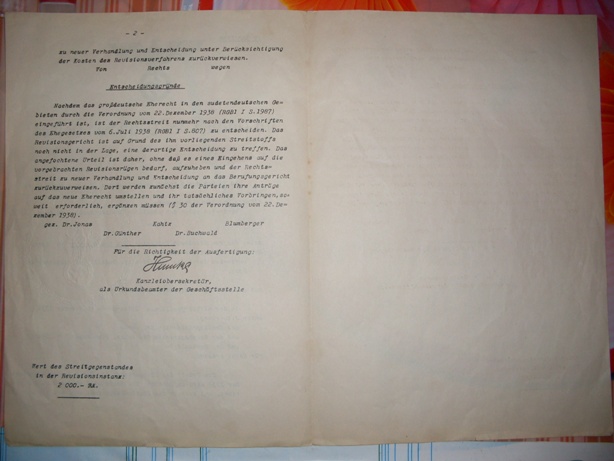 - 2 -
zu neuer Verhandlung und Entscheidung unter Berücksichtigung
der Kosten des Revisionsverfahrens zurückverwiesen.
Von Rechts wegen
Entscheidungsgründe
Nachdem das großdeutsche Eherecht in den sudetendeutschen Ge-
bieten durch die Verordnung vom 22.Dezember 1938 (RGBl I S.1987)
eingeführt ist, ist der Rechtsstreit nunmehr nach den Vorschriften
des Ehegesetzes vom 6.Juli 1938 (RGBl I S.807) zu entscheiden. Das
Revisionsgericht ist auf Grund des ihm vorliegenden Streitstoffs
noch nicht in der Lage, eine derartige Entscheidung zu treffen. Das
angefochtene Urteil ist daher, ohne daß es eines Eingehens auf die
vorgebrachten Revisionsrügen bedarf, aufzuheben und der Rechts-
streit zu neuer Verhandlung und Entscheidung an das Berufungsgericht
zurückzuverweisen. Dort werden zunächst die Parteien ihre Anträge
auf das neue Eherecht umstellen und ihr tatsächliches Vorbringen,so-
weit erforderlich, ergänzen müssen (§ 30 der Verordnung vom 22.De-
zember 1938).
gez. Dr.Jonas Kohts Blumberger
Dr.Günther Dr.Buchwald
Für die Richtigkeit der Ausfertigung:
Kanzleiobersekretär,
als Urkundsbeamter der Geschäftsstelle
Wert des Streitgegenstandes
in der Revisionsinstanz:
2 000.- RM.